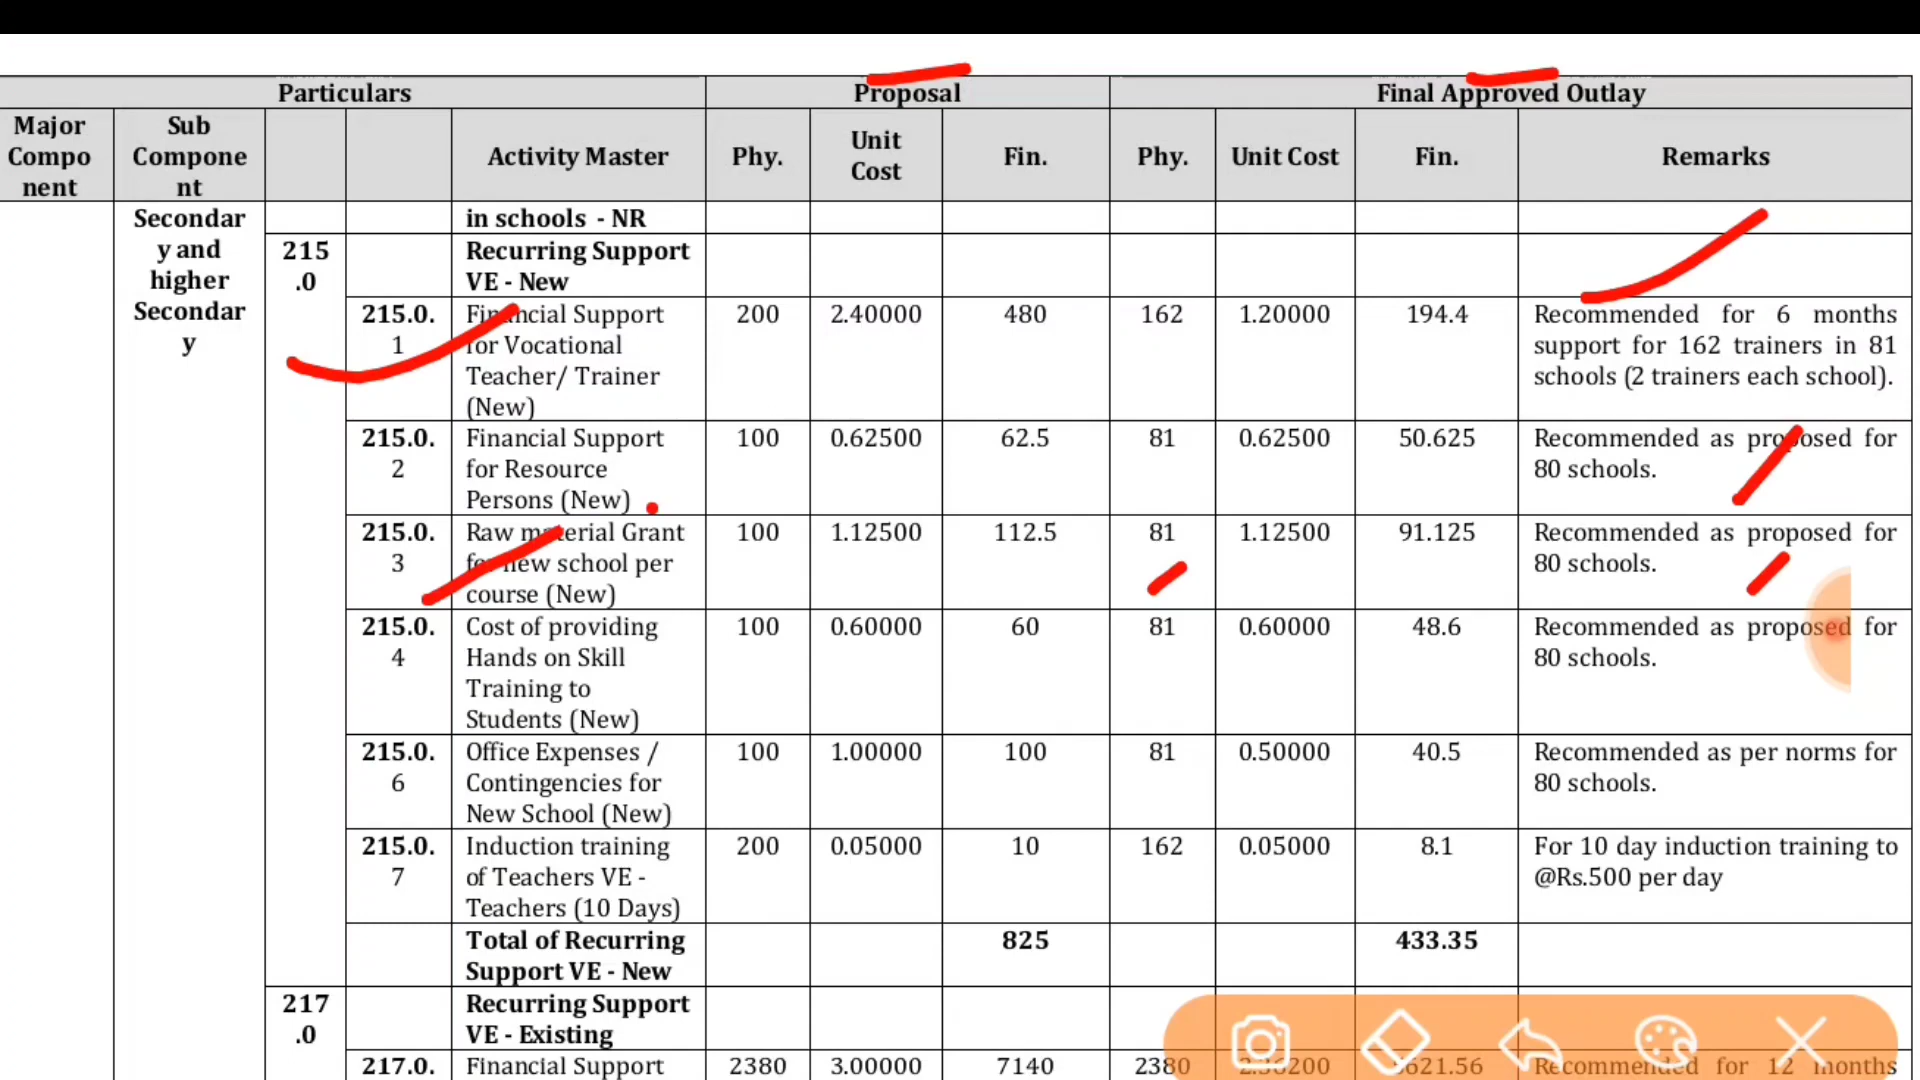 Particulars Proposal Final Approved Outlay
Major Compo nent Sub Compone nt Activity Master Phy. Unit Cost Fin. Phy. Unit Cost Fin. Remarks
Secondar
y and
higher
Secondar
y
in schools - NR
215
.0
Recurring Support
VE - New
215.0.
1
Financial Support
for Vocational
Teacher/ Trainer
(New)
200 2.40000 480 162 1.20000 194.4
Recommended for 6 months
support for 162 trainers in 81
schools (2 trainers each school).
215.0.
2
Financial Support
for Resource
Persons (New)
100 0.62500 62.5 81 0.62500 50.625
Recommended as proposed for
80 schools.
215.0.
3
Raw material Grant
for new school per
course (New)
100 1.12500 112.5 81 1.12500 91.125
Recommended as proposed for
80 schools.
215.0.
4
Cost of providing
Hands on Skill
Training to
Students (New)
100 0.60000 60 81 0.60000 48.6
Recommended as proposed for
80 schools.
215.0.
6
Office Expenses /
Contingencies for
New School (New)
100 1.00000 100 81 0.50000 40.5
Recommended as per norms for
80 schools.
215.0.
7
Induction training
of Teachers VE -
Teachers (10 Days)
200 0.05000 10 162 0.05000 8.1
For 10 day induction training to
@Rs.500 per day
Total of Recurring
Support VE - New
825 433.35
217
.0
Recurring Support
VE - Existing
217.0. Financial Support 2380 3.00000 7140 2380 Recommended for 12 months